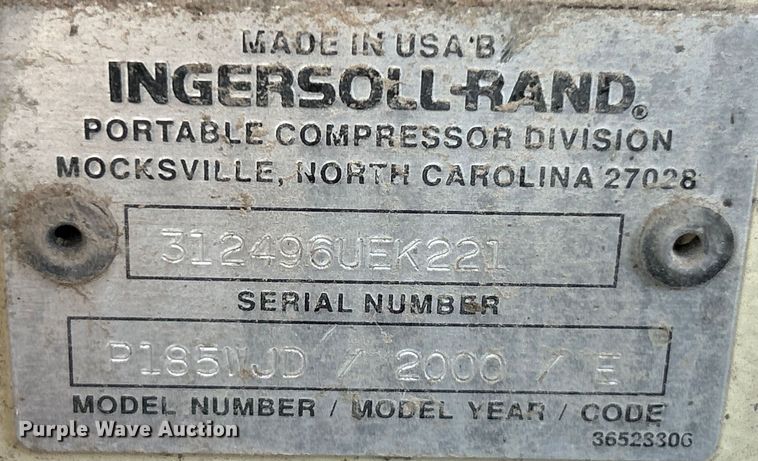 MADE IN USA BY
INGERSOLL-RAND®
PORTABLE COMPRESSOR DIVISION
MOCKSVILLE, NORTH CAROLINA 27028
312496UEK221
SERIAL NUMBER
P185WJD / 2000 / E
MODEL NUMBER / MODEL YEAR / CODE
36523306
Purple Wave Auction